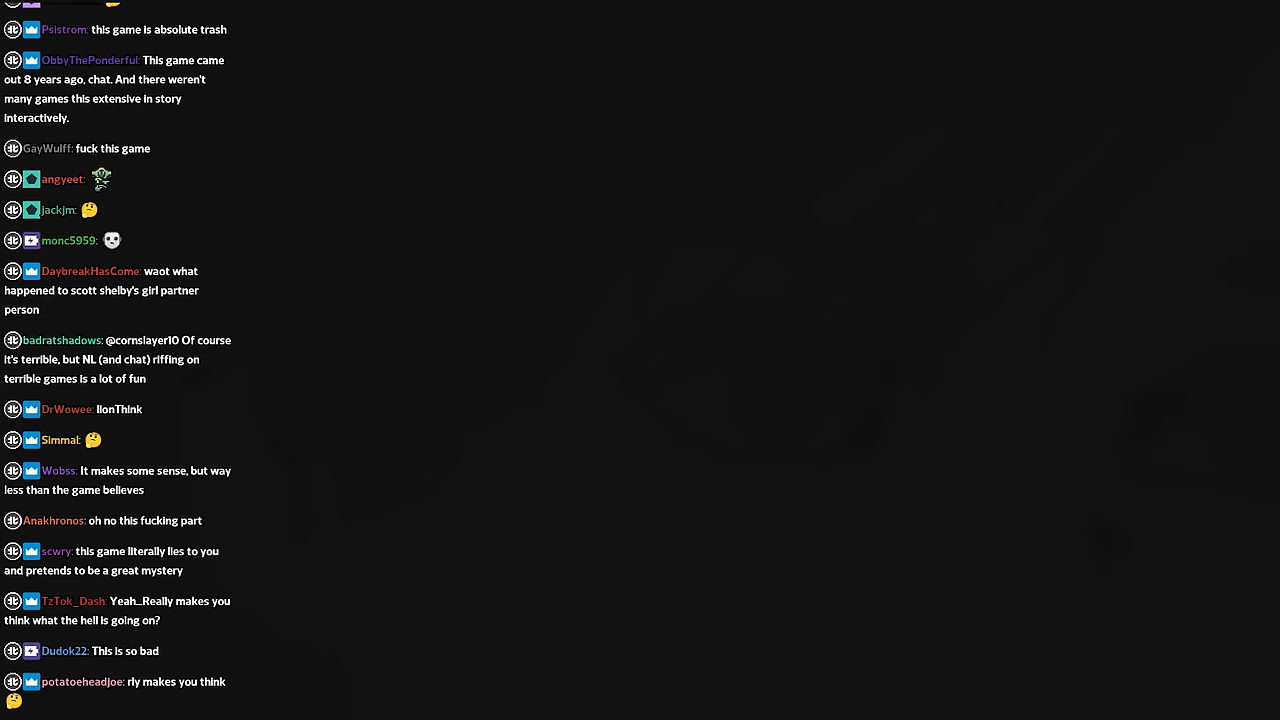 Psistrom: this game is absolute trash
ObbyThePonderful: This game came
out 8 years ago, chat. And there weren't
many games this extensive in story
interactively.
GayWulff: fuck this game
angyeet:
jackjm: 🤔
monc5959:
DaybreakHasCome: waot what
happened to scott shelby's girl partner
person
badratshadows: @cornslayer10 Of course
it's terrible, but NL (and chat) riffing on
terrible games is a lot of fun
DrWowee: lionThink
Simmal: 🤔
Wobss: It makes some sense, but way
less than the game believes
Anakhronos: oh no this fucking part
scwry: this game literally lies to you
and pretends to be a great mystery
TzTok_Dash: Yeah...Really makes you
think what the hell is going on?
Dudok22: This is so bad
potatoeheadjoe: rly makes you think
🤔